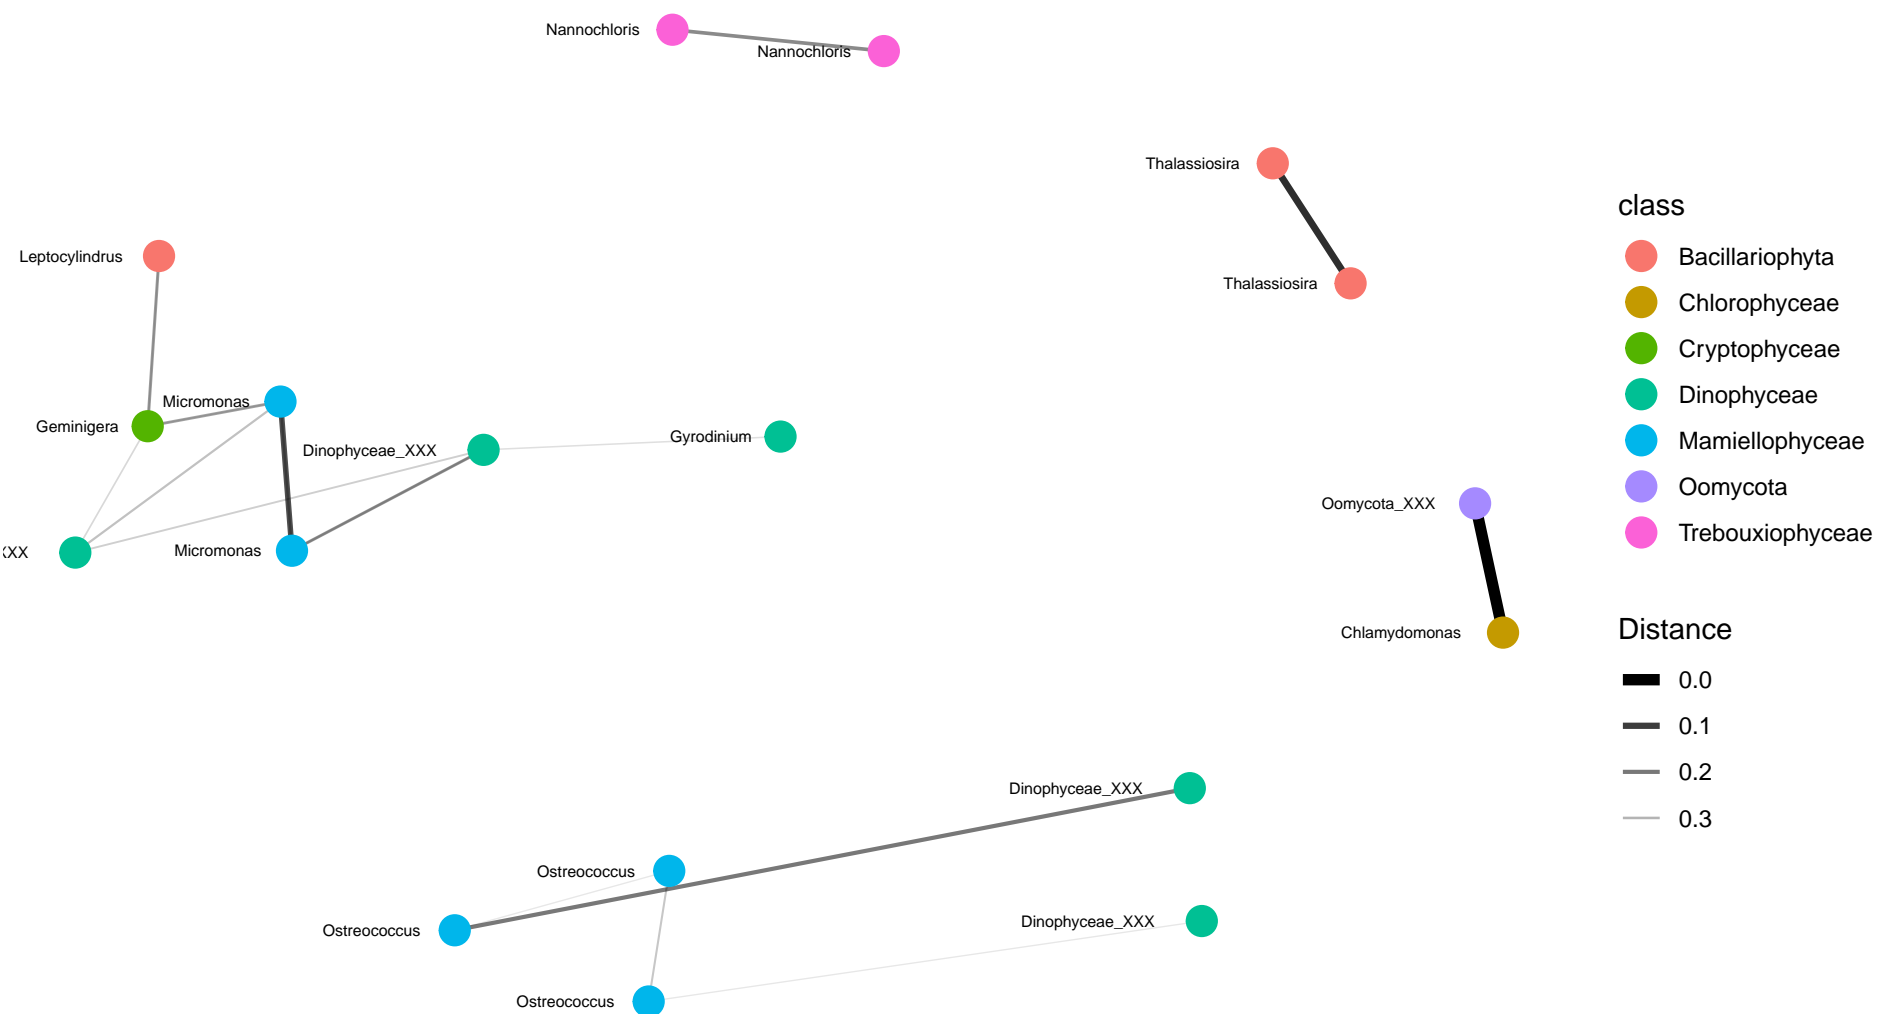 Nannochloris
Nannochloris
Thalassiosira
Thalassiosira
Leptocylindrus
Micromonas
Geminigera
Dinophyceae_XXX
Gyrodinium
Micromonas
Oomycota_XXX
Chlamydomonas
Dinophyceae_XXX
Ostreococcus
Ostreococcus
Dinophyceae_XXX
Ostreococcus
class
Bacillariophyta
Chlorophyceae
Cryptophyceae
Dinophyceae
Mamiellophyceae
Oomycota
Trebouxiophyceae
Distance
0.0
0.1
0.2
0.3